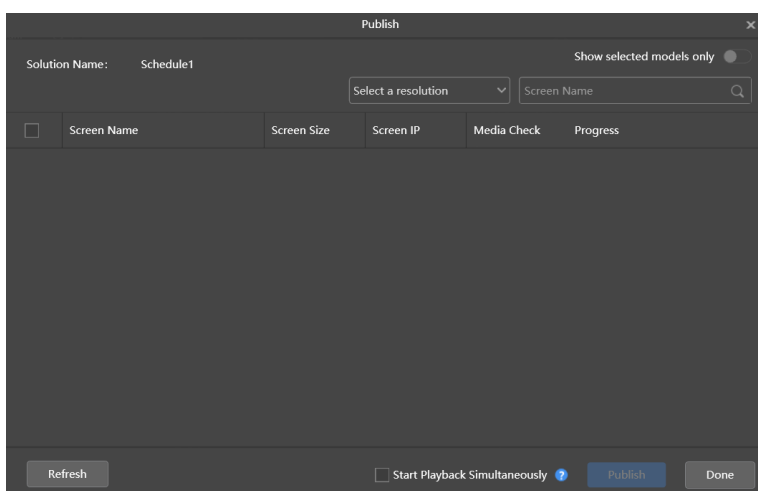 Publish
Show selected models only
Solution Name: Schedule1
Select a resolution Screen Name
Screen Name Screen Size Screen IP Media Check Progress
Refresh Start Playback Simultaneously ? Publish Done